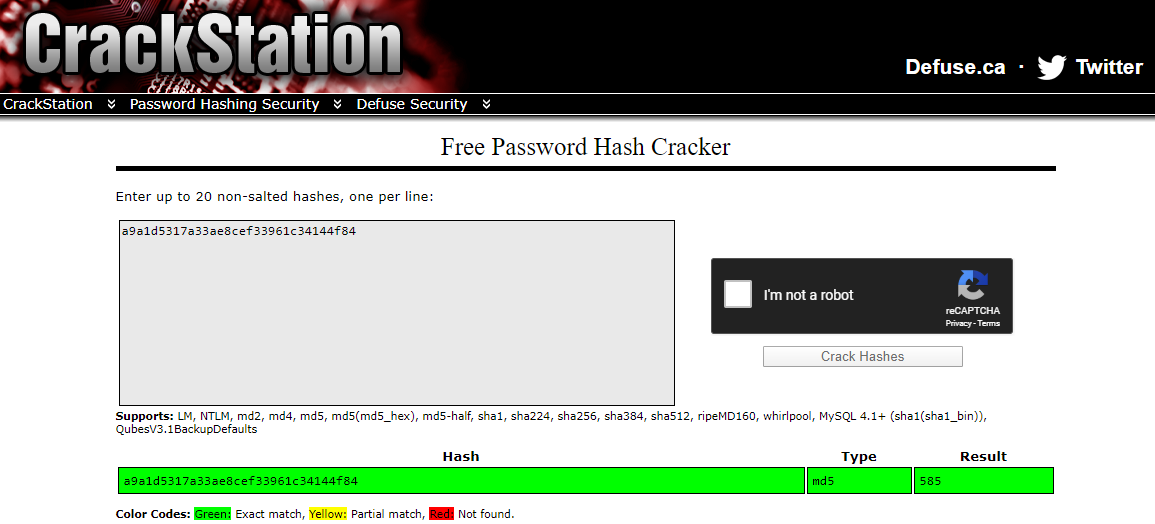 CrackStation
Defuse.ca · Twitter
CrackStation Password Hashing Security Defuse Security
Free Password Hash Cracker
Enter up to 20 non-salted hashes, one per line:
a9a1d5317a33ae8cef33961c34144f84
I'm not a robot
reCAPTCHA
Privacy - Terms
Crack Hashes
Supports: LM, NTLM, md2, md4, md5, md5(md5_hex), md5-half, sha1, sha224, sha256, sha384, sha512, ripeMD160, whirlpool, MySQL 4.1+ (sha1(sha1_bin)),
QubesV3.1BackupDefaults
Hash Type Result
a9a1d5317a33ae8cef33961c34144f84 md5 585
Color Codes: Green: Exact match, Yellow: Partial match, Red: Not found.